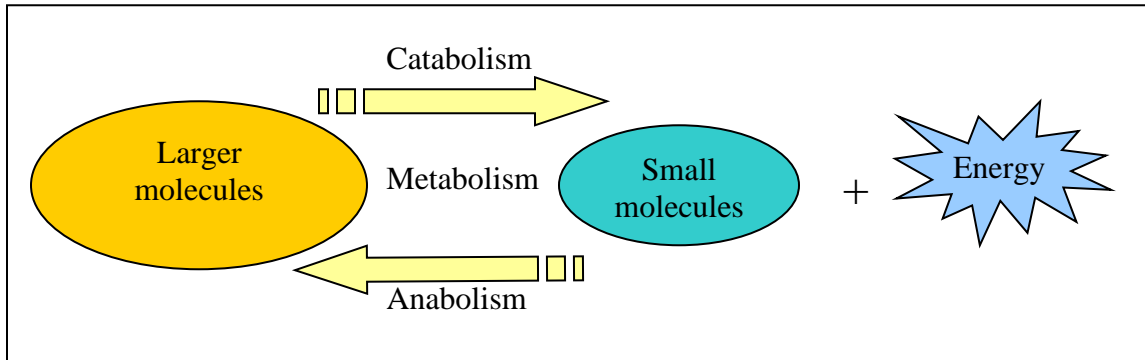 Catabolism
Larger
molecules
Metabolism
Small
molecules
+
Energy
Anabolism